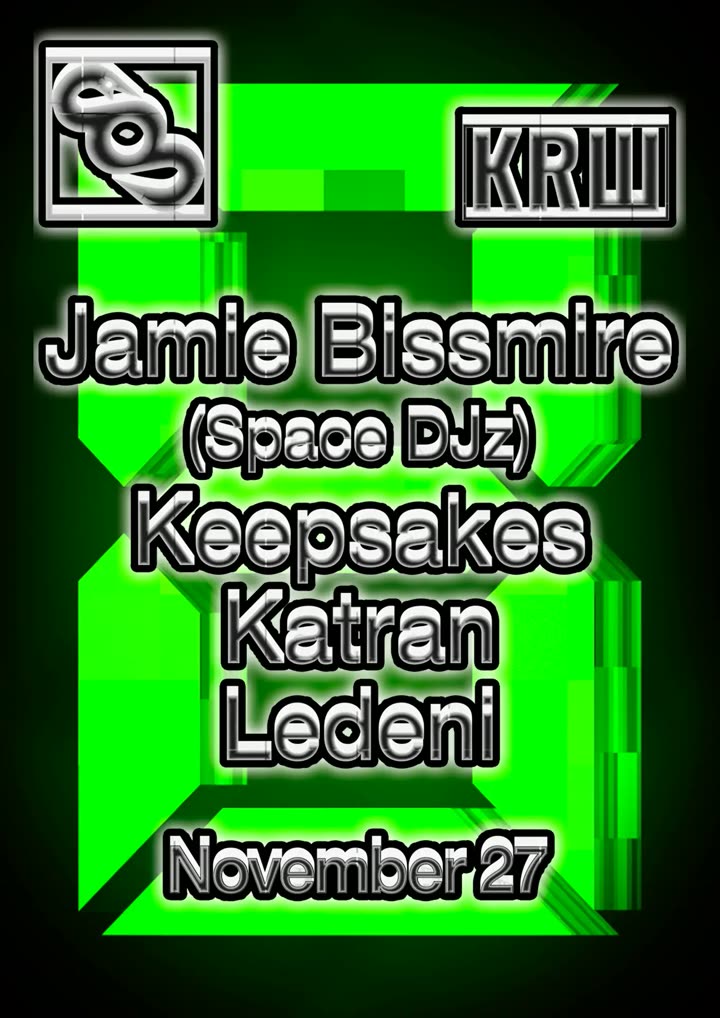 KRW
Jamie Bissmire
(Space DJz)
Keepsakes
Katran
Ledeni
November 27